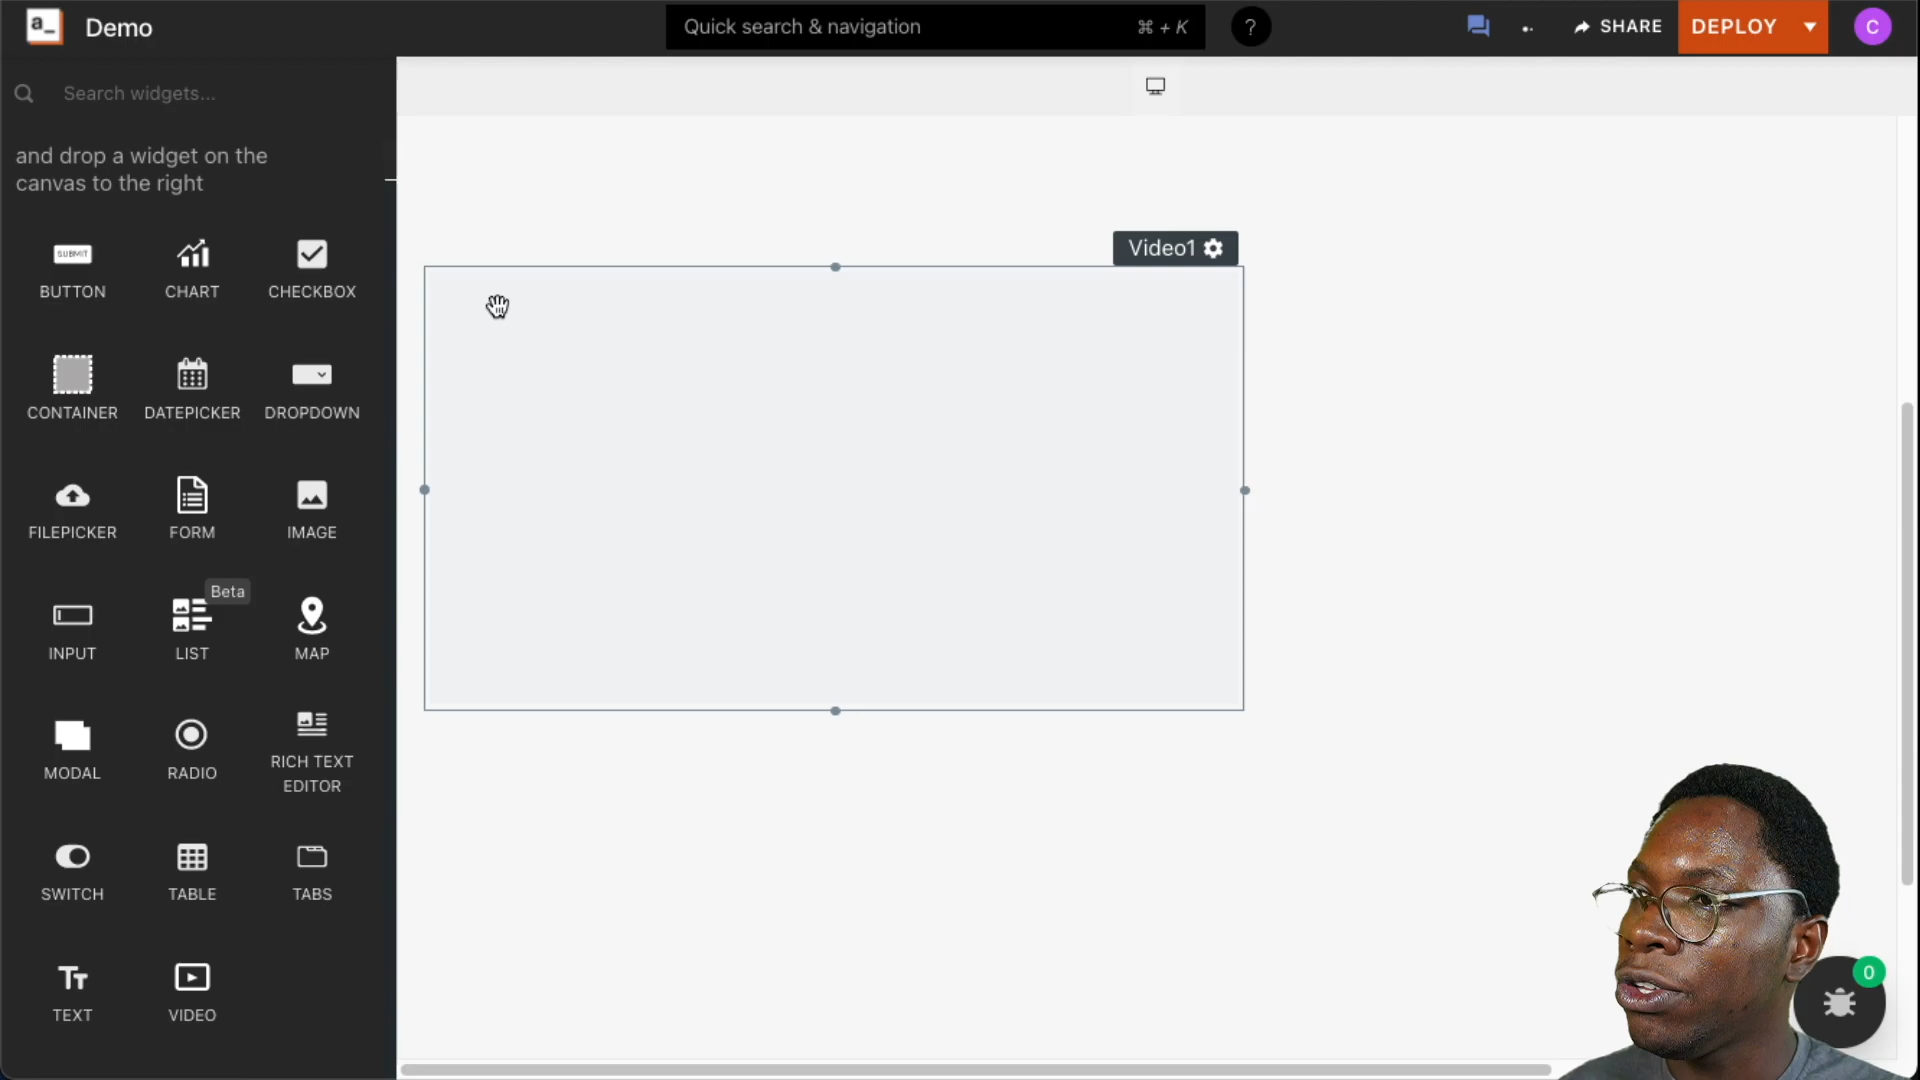 a_
Demo
Quick search & navigation
⌘ + K
?
SHARE
DEPLOY
C
Search widgets...
and drop a widget on the
canvas to the right
SUBMIT
BUTTON
CHART
CHECKBOX
Video1
CONTAINER
DATEPICKER
DROPDOWN
FILEPICKER
FORM
IMAGE
Beta
INPUT
LIST
MAP
MODAL
RADIO
RICH TEXT
EDITOR
SWITCH
TABLE
TABS
TT
TEXT
VIDEO
0